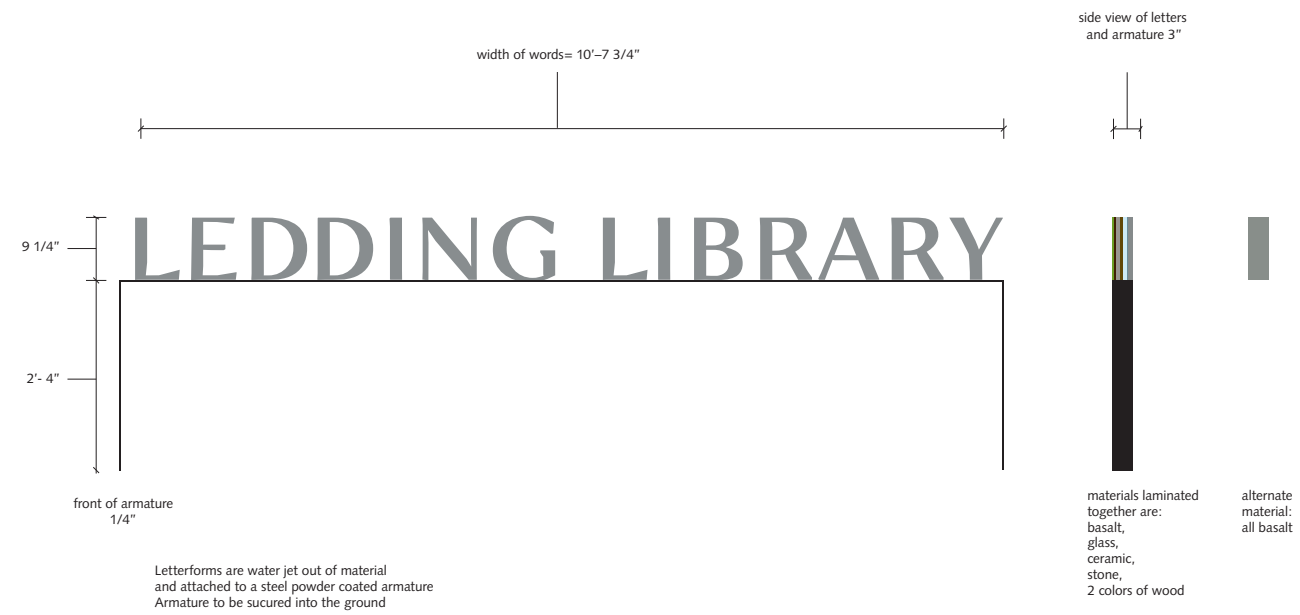 side view of letters
and armature 3”
width of words= 10’–7 3/4”
9 1/4”
LEDDING LIBRARY
2’- 4”
front of armature
1/4”
materials laminated
together are:
basalt,
glass,
ceramic,
stone,
2 colors of wood
alternate
material:
all basalt
Letterforms are water jet out of material
and attached to a steel powder coated armature
Armature to be sucured into the ground